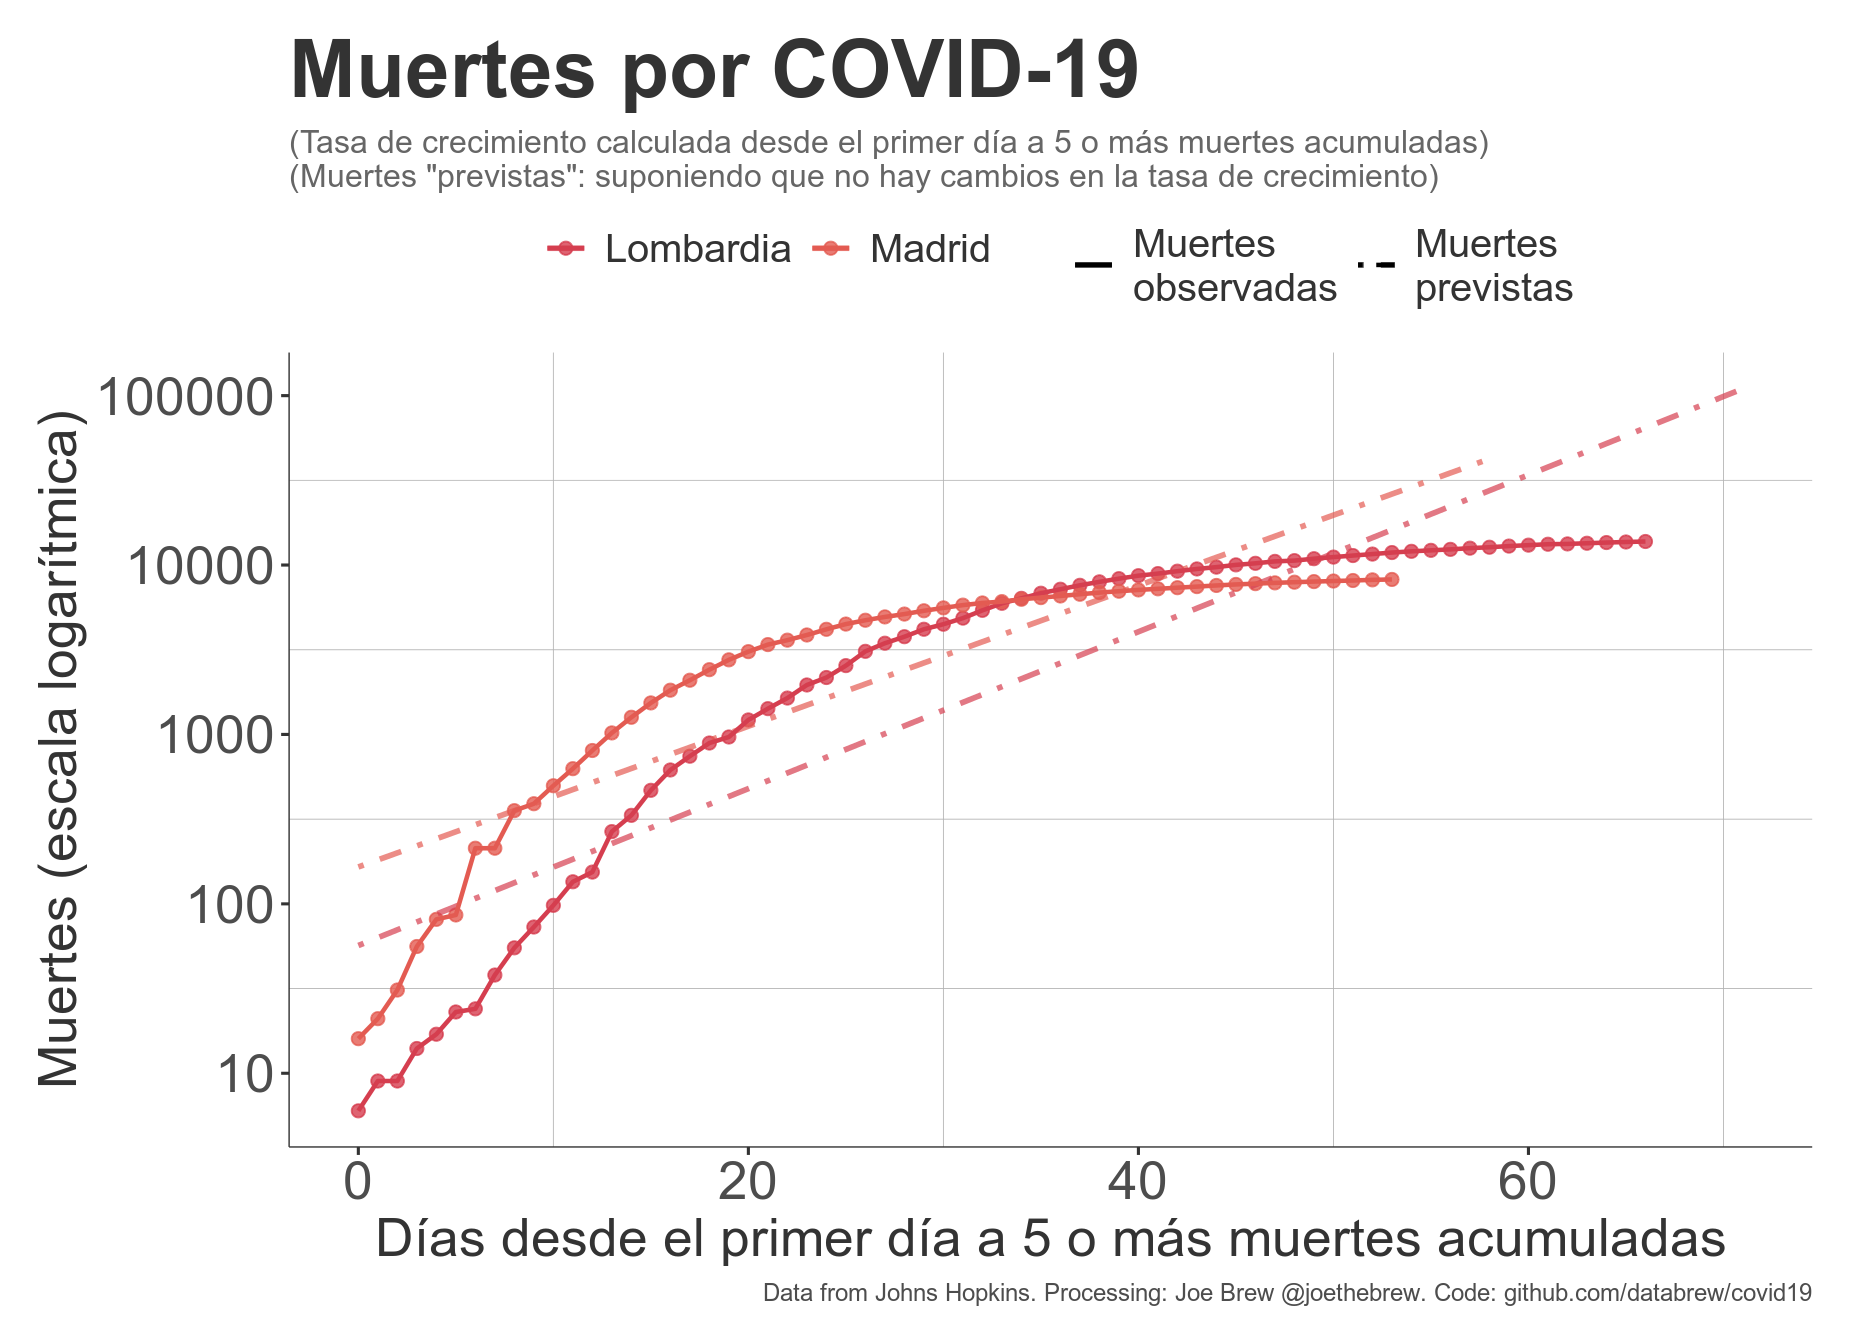 Muertes por COVID-19
(Tasa de crecimiento calculada desde el primer día a 5 o más muertes acumuladas)
(Muertes "previstas": suponiendo que no hay cambios en la tasa de crecimiento)
Lombardia
Madrid
Muertes
observadas
Muertes
previstas
Muertes (escala logarítmica)
100000
10000
1000
100
10
0
20
40
60
Días desde el primer día a 5 o más muertes acumuladas
Data from Johns Hopkins. Processing: Joe Brew @joethebrew. Code: github.com/databrew/covid19